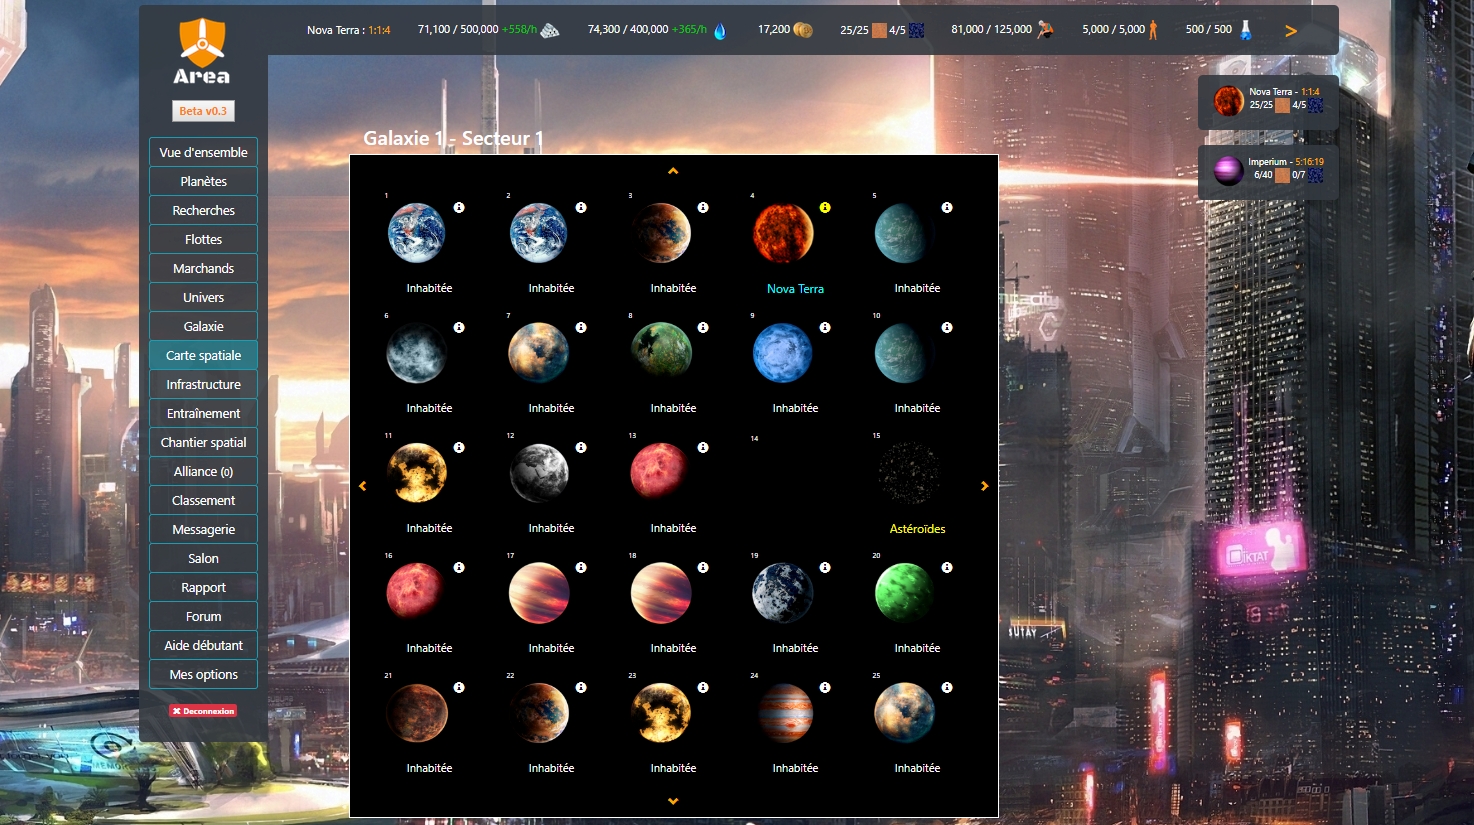 Area
Beta v0.3
Vue d'ensemble
Planètes
Recherches
Flottes
Marchands
Univers
Galaxie
Carte spatiale
Infrastructure
Entraînement
Chantier spatial
Alliance (0)
Classement
Messagerie
Salon
Rapport
Forum
Aide débutant
Mes options
✖ Deconnexion
Nova Terra : 1:1:4 71,100 / 500,000 +558/h 74,300 / 400,000 +365/h 17,200 25/25 4/5 81,000 / 125,000 5,000 / 5,000 500 / 500 >
Nova Terra - 1:1:4
25/25 4/5
Imperium - 5:16:19
6/40 0/7
Galaxie 1 - Secteur 1
1 2 3 4 5
Inhabitée Inhabitée Inhabitée Nova Terra Inhabitée
6 7 8 9 10
Inhabitée Inhabitée Inhabitée Inhabitée Inhabitée
11 12 13 14 15
Inhabitée Inhabitée Inhabitée Astéroïdes
16 17 18 19 20
Inhabitée Inhabitée Inhabitée Inhabitée Inhabitée
21 22 23 24 25
Inhabitée Inhabitée Inhabitée Inhabitée Inhabitée
DIKTAT
SUTAY